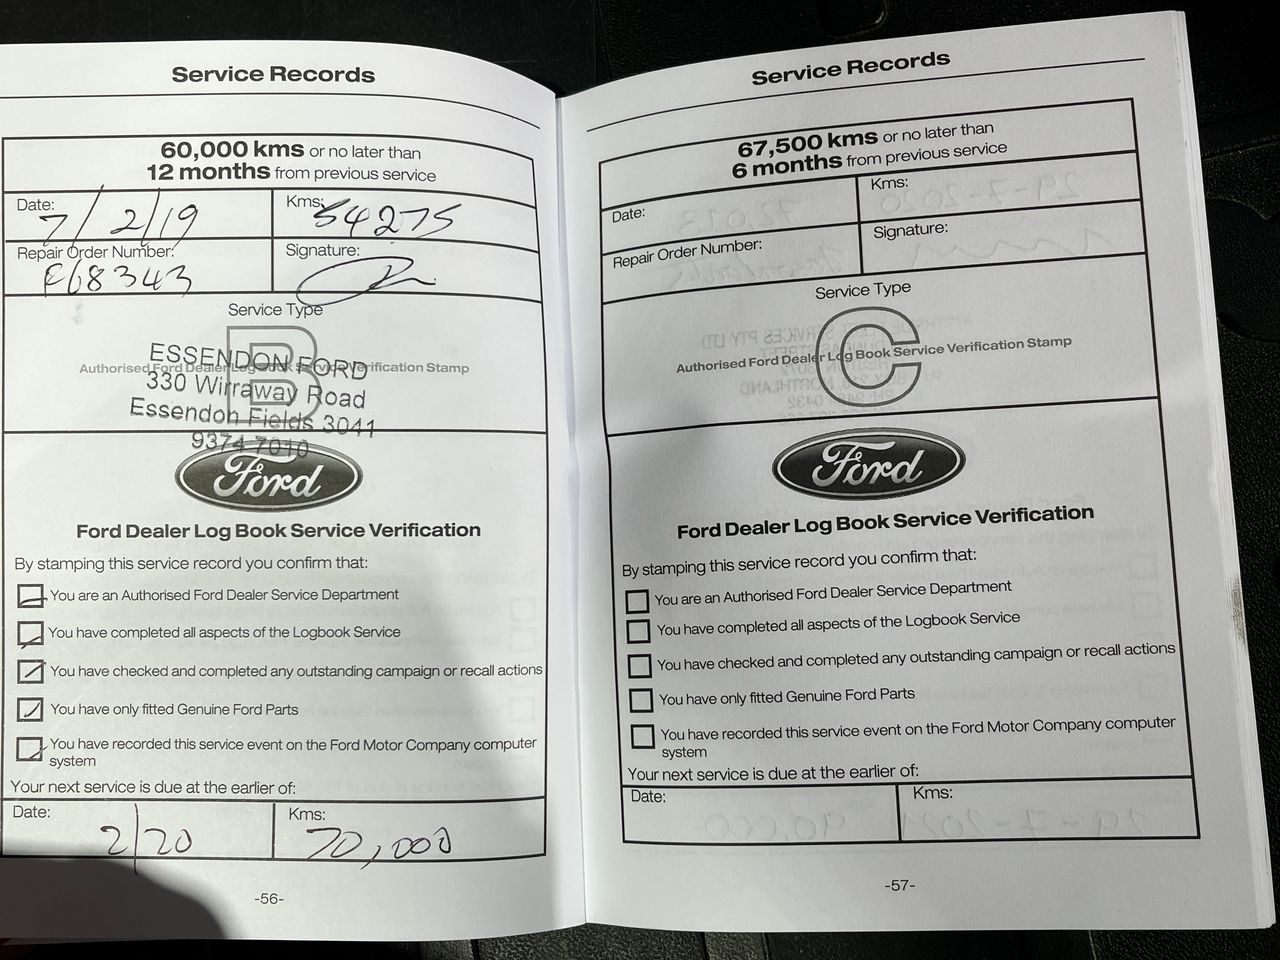 Service Records
60,000 kms or no later than
12 months from previous service
Date: 7/2/19
Kms: 54275
Repair Order Number: E68343
Signature:
Service Type
B
Authorised Ford Dealer Log Book Service Verification Stamp
ESSENDON FORD
330 Wirraway Road
Essendon Fields 3041
9374 7010
Ford
Ford Dealer Log Book Service Verification
By stamping this service record you confirm that:
You are an Authorised Ford Dealer Service Department
You have completed all aspects of the Logbook Service
You have checked and completed any outstanding campaign or recall actions
You have only fitted Genuine Ford Parts
You have recorded this service event on the Ford Motor Company computer
system
Your next service is due at the earlier of:
Date: 2/20
Kms: 70,000
-56-
Service Records
67,500 kms or no later than
6 months from previous service
Date:
Kms:
Repair Order Number:
Signature:
Service Type
C
Authorised Ford Dealer Log Book Service Verification Stamp
Ford
Ford Dealer Log Book Service Verification
By stamping this service record you confirm that:
You are an Authorised Ford Dealer Service Department
You have completed all aspects of the Logbook Service
You have checked and completed any outstanding campaign or recall actions
You have only fitted Genuine Ford Parts
You have recorded this service event on the Ford Motor Company computer
system
Your next service is due at the earlier of:
Date:
Kms:
-57-